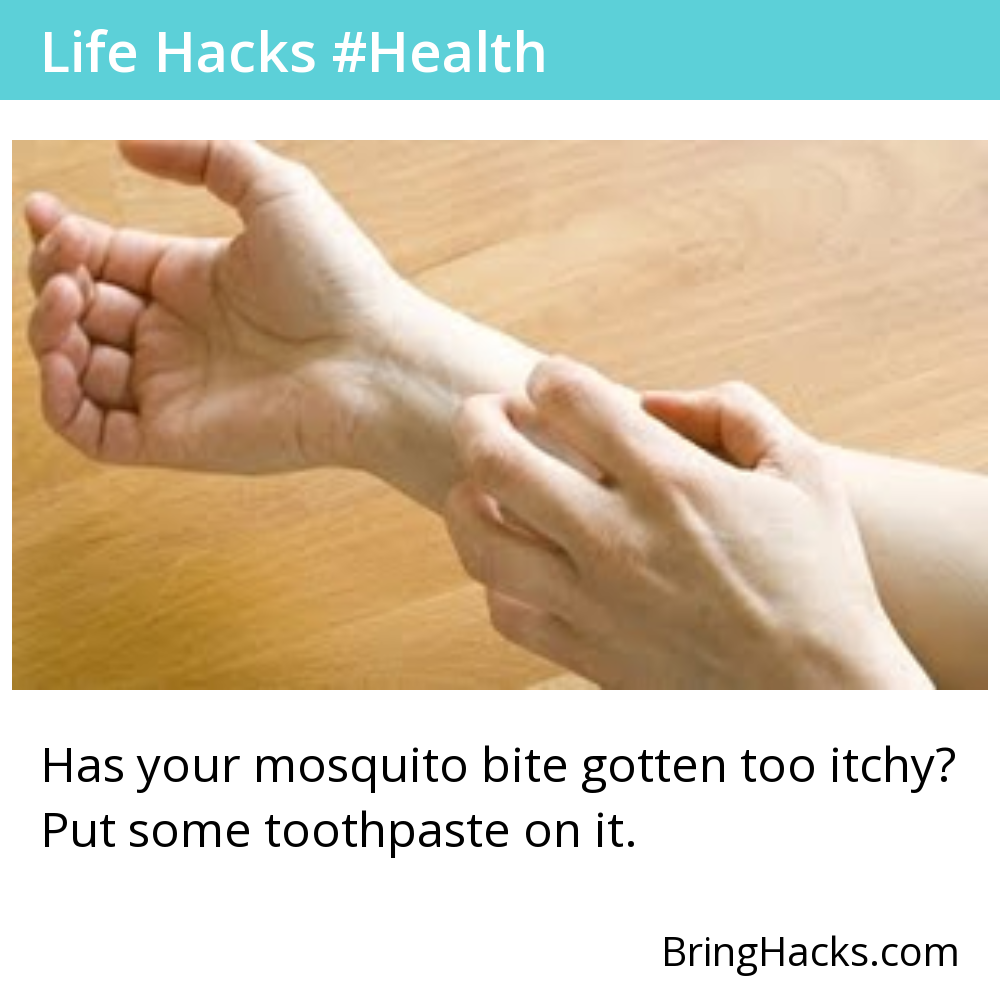 Life Hacks #Health
Has your mosquito bite gotten too itchy?
Put some toothpaste on it.
BringHacks.com